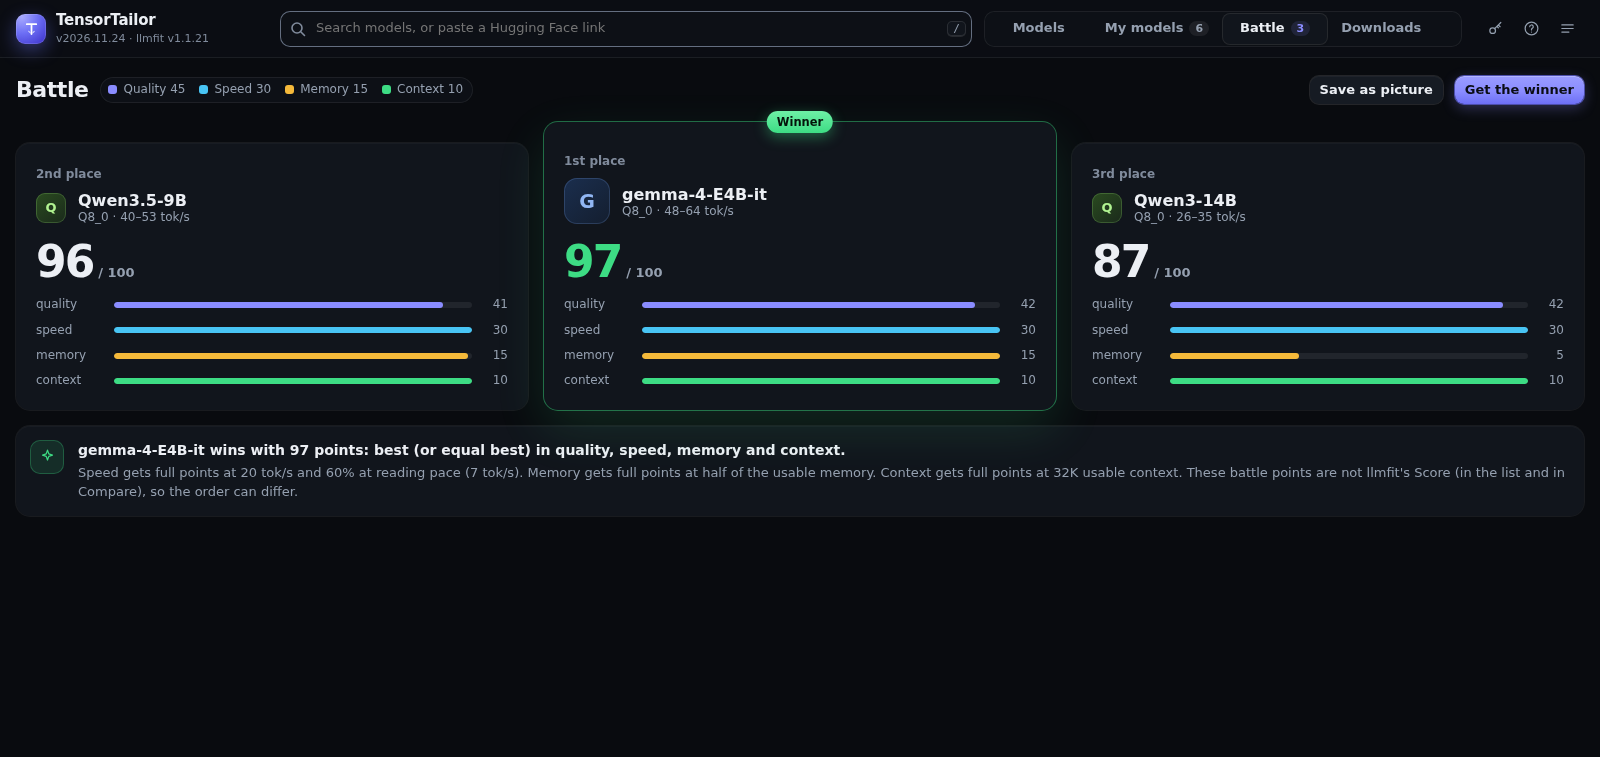 TensorTailor
v2026.11.24 · llmfit v1.1.21
Search models, or paste a Hugging Face link
/
Models
My models 6
Battle 3
Downloads
Battle
Quality 45
Speed 30
Memory 15
Context 10
Save as picture
Get the winner
2nd place
Q
Qwen3.5-9B
Q8_0 · 40–53 tok/s
96 / 100
quality 41
speed 30
memory 15
context 10
Winner
1st place
G
gemma-4-E4B-it
Q8_0 · 48–64 tok/s
97 / 100
quality 42
speed 30
memory 15
context 10
3rd place
Q
Qwen3-14B
Q8_0 · 26–35 tok/s
87 / 100
quality 42
speed 30
memory 5
context 10
gemma-4-E4B-it wins with 97 points: best (or equal best) in quality, speed, memory and context.
Speed gets full points at 20 tok/s and 60% at reading pace (7 tok/s). Memory gets full points at half of the usable memory. Context gets full points at 32K usable context. These battle points are not llmfit's Score (in the list and in
Compare), so the order can differ.